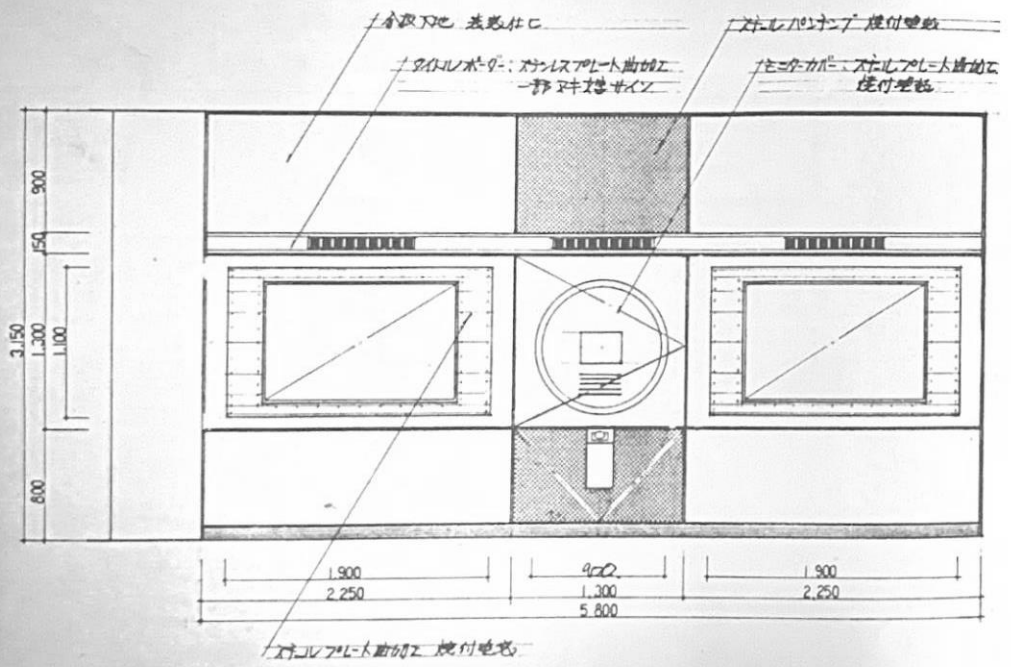 合板下地 塗装仕上
スチールパンチング 焼付塗装
タイトルボーダー：ステンレスプレート曲加工
一部ヌキ文字サイン
モニターカバー：スチールプレート曲加工
焼付塗装
900
150
3.150
1.300
1.100
800
1.900
900
1.900
2.250
1.300
2.250
5.800
スチールプレート曲加工 焼付塗装